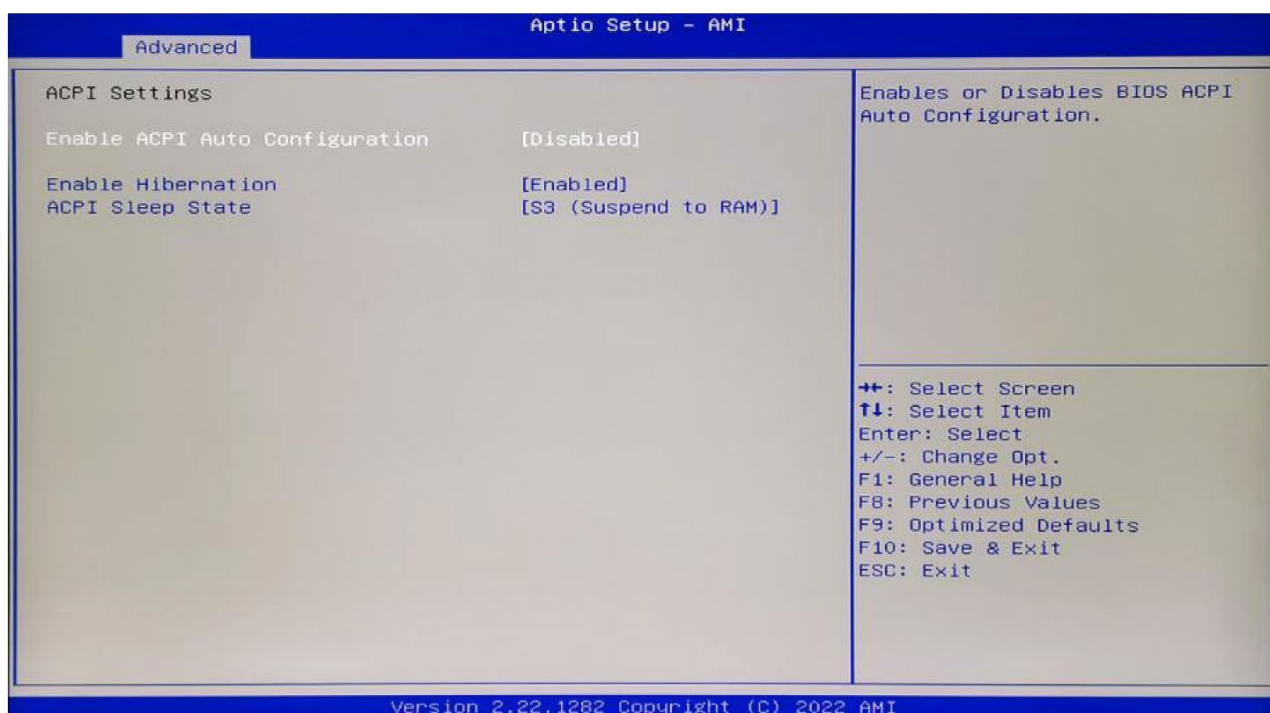 Aptio Setup - AMI
Advanced
ACPI Settings
Enable ACPI Auto Configuration [Disabled]
Enable Hibernation [Enabled]
ACPI Sleep State [S3 (Suspend to RAM)]
Enables or Disables BIOS ACPI
Auto Configuration.
→←: Select Screen
↑↓: Select Item
Enter: Select
+/-: Change Opt.
F1: General Help
F8: Previous Values
F9: Optimized Defaults
F10: Save & Exit
ESC: Exit
Version 2.22.1282 Copyright (C) 2022 AMI